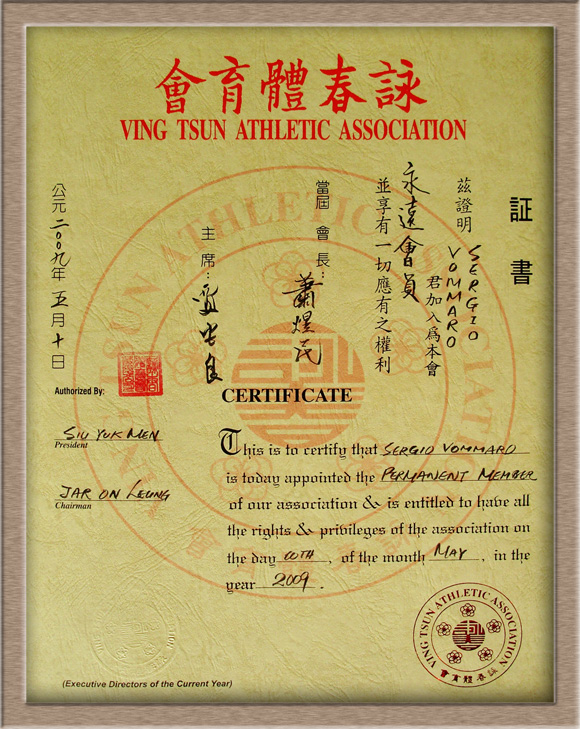 詠春體育會
VING TSUN ATHLETIC ASSOCIATION
証書
茲證明
SERGIO
VOMMARO
君加入爲本會
永遠會員
並享有一切應有之權利
當屆會長：蕭煜民
主席：
公元二00九年五月十日
CERTIFICATE
Authorized By:
SIU YUK MEN
President
JAR ON LEUNG
Chairman
This is to certify that SERGIO VOMMARO
is today appointed the PERMANENT MEMBER
of our association & is entitled to have all
the rights & privileges of the association on
the day 10TH, of the month MAY, in the
year 2009.
VING TSUN ATHLETIC ASSOCIATION
詠春體育會
(Executive Directors of the Current Year)